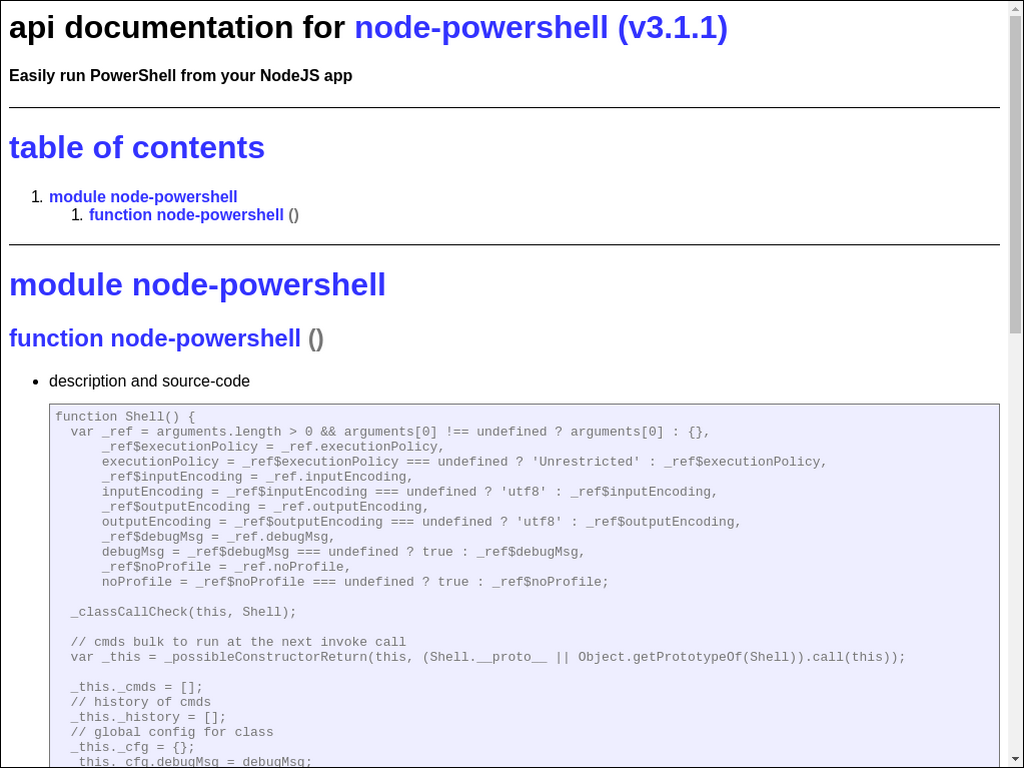 api documentation for node-powershell (v3.1.1)
Easily run PowerShell from your NodeJS app
table of contents
1. module node-powershell
1. function node-powershell ()
module node-powershell
function node-powershell ()
• description and source-code
function Shell() {
  var _ref = arguments.length > 0 && arguments[0] !== undefined ? arguments[0] : {},
      _ref$executionPolicy = _ref.executionPolicy,
      executionPolicy = _ref$executionPolicy === undefined ? 'Unrestricted' : _ref$executionPolicy,
      _ref$inputEncoding = _ref.inputEncoding,
      inputEncoding = _ref$inputEncoding === undefined ? 'utf8' : _ref$inputEncoding,
      _ref$outputEncoding = _ref.outputEncoding,
      outputEncoding = _ref$outputEncoding === undefined ? 'utf8' : _ref$outputEncoding,
      _ref$debugMsg = _ref.debugMsg,
      debugMsg = _ref$debugMsg === undefined ? true : _ref$debugMsg,
      _ref$noProfile = _ref.noProfile,
      noProfile = _ref$noProfile === undefined ? true : _ref$noProfile;
  _classCallCheck(this, Shell);
  // cmds bulk to run at the next invoke call
  var _this = _possibleConstructorReturn(this, (Shell.__proto__ || Object.getPrototypeOf(Shell)).call(this));
  _this._cmds = [];
  // history of cmds
  _this._history = [];
  // global config for class
  _this._cfg = {};
  _this._cfg.debugMsg = debugMsg;